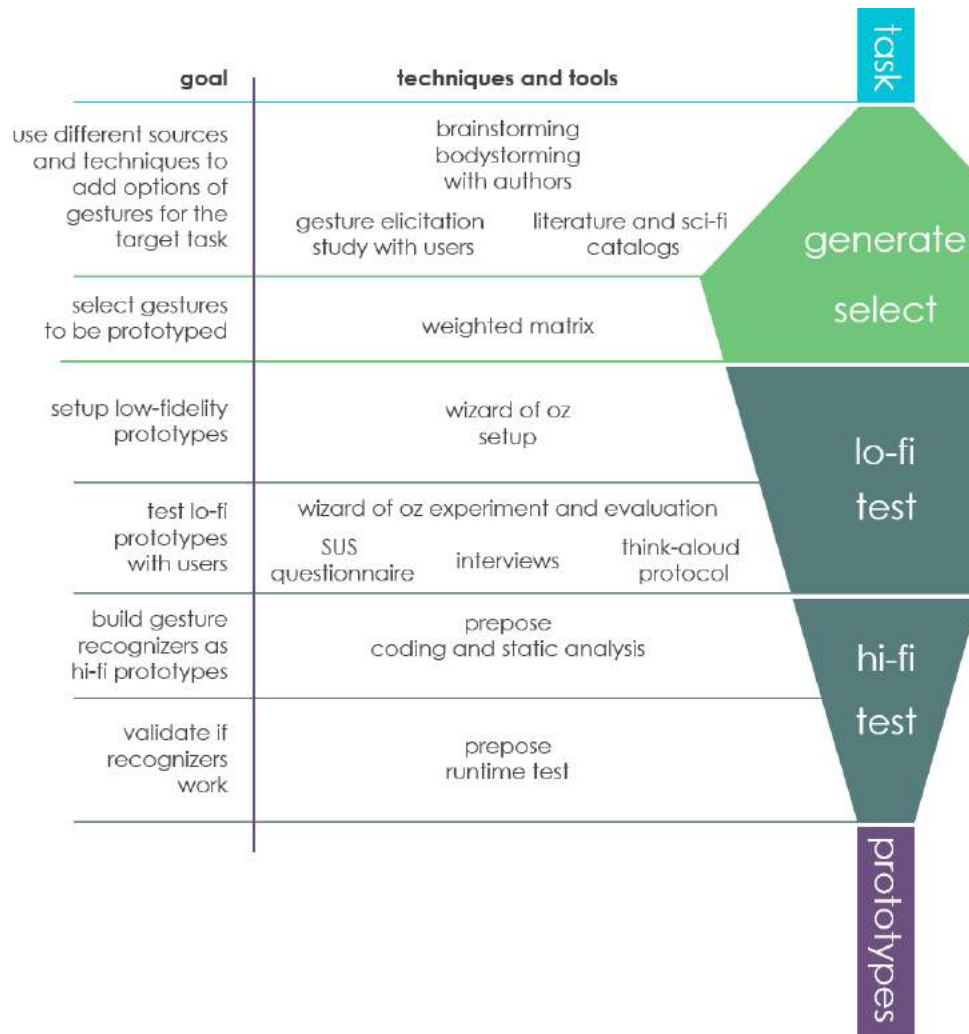 task
goal
techniques and tools
use different sources
and techniques to
add options of
gestures for the
target task
brainstorming
bodystorming
with authors
gesture elicitation
study with users
literature and sci-fi
catalogs
generate
select gestures
to be prototyped
weighted matrix
select
setup low-fidelity
prototypes
wizard of oz
setup
lo-fi
test lo-fi
prototypes
with users
wizard of oz experiment and evaluation
SUS
questionnaire
interviews
think-aloud
protocol
test
build gesture
recognizers as
hi-fi prototypes
prepose
coding and static analysis
hi-fi
validate if
recognizers
work
prepose
runtime test
test
prototypes